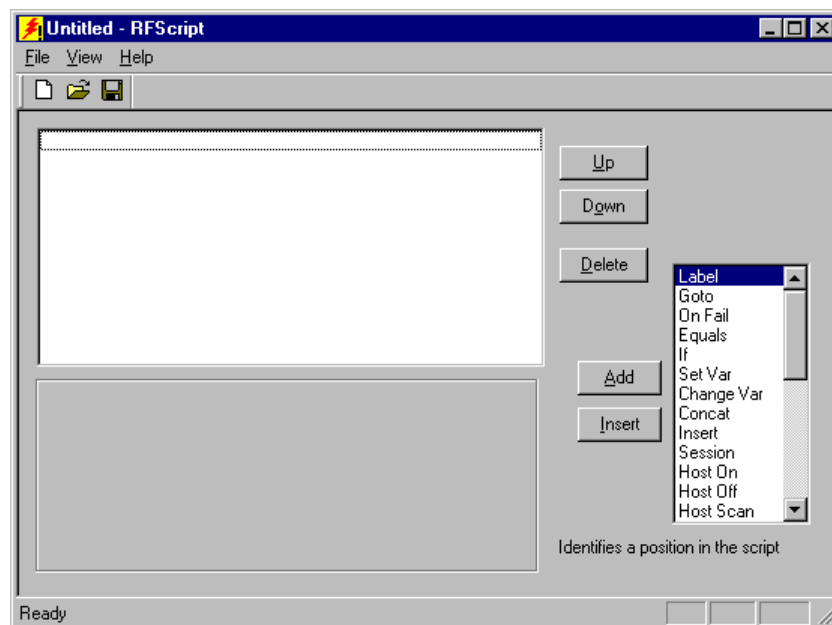 Untitled - RFScript
File View Help
Up
Down
Delete
Label
Goto
On Fail
Equals
If
Set Var
Change Var
Concat
Insert
Session
Host On
Host Off
Host Scan
Add
Insert
Identifies a position in the script
Ready